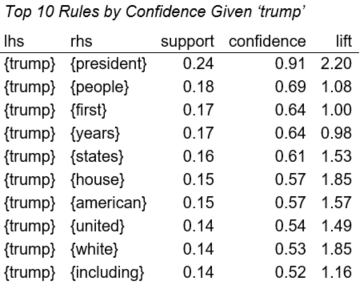 Top 10 Rules by Confidence Given ‘trump’
lhs rhs support confidence lift
{trump} {president} 0.24 0.91 2.20
{trump} {people} 0.18 0.69 1.08
{trump} {first} 0.17 0.64 1.00
{trump} {years} 0.17 0.64 0.98
{trump} {states} 0.16 0.61 1.53
{trump} {house} 0.15 0.57 1.85
{trump} {american} 0.15 0.57 1.57
{trump} {united} 0.14 0.54 1.49
{trump} {white} 0.14 0.53 1.85
{trump} {including} 0.14 0.52 1.16